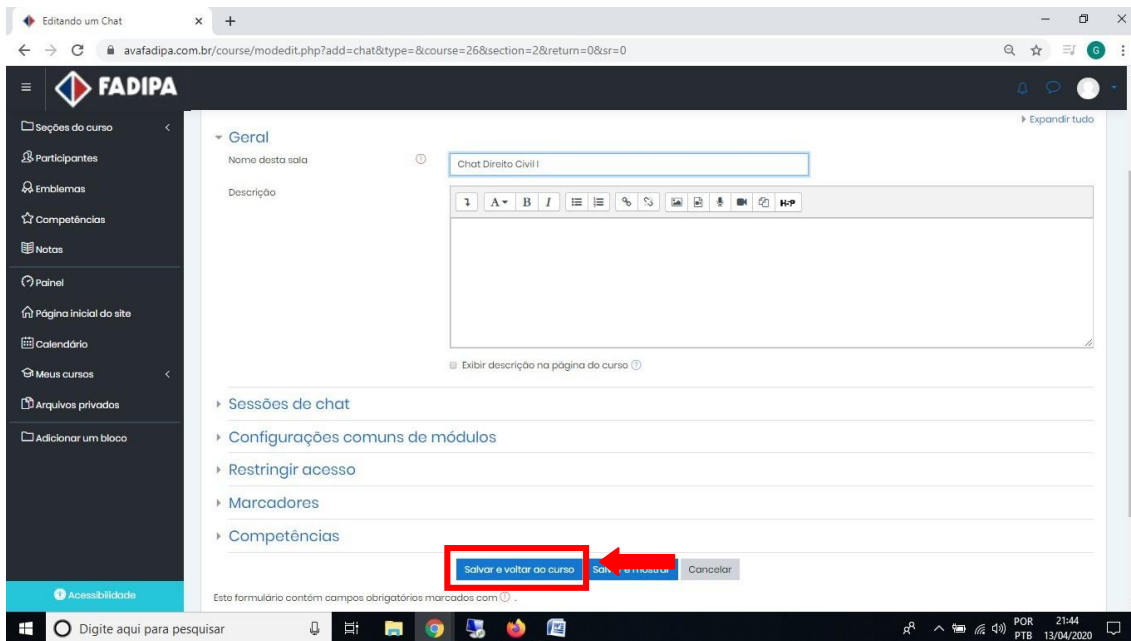 Editando um Chat
avafadipa.com.br/course/modedit.php?add=chat&type=&course=26&section=2&return=0&sr=0
G
FADIPA
Expandir tudo
Seções do curso
Participantes
Emblemas
Competências
Notas
Painel
Página inicial do site
Calendário
Meus cursos
Arquivos privados
Adicionar um bloco
Acessibilidade
Geral
Nome desta sala
Chat Direito Civil I
Descrição
A B I H-P
Exibir descrição na página do curso
Sessões de chat
Configurações comuns de módulos
Restringir acesso
Marcadores
Competências
Salvar e voltar ao curso
Cancelar
Este formulário contém campos obrigatórios marcados com .
Digite aqui para pesquisar
POR 21:44
PTB 13/04/2020